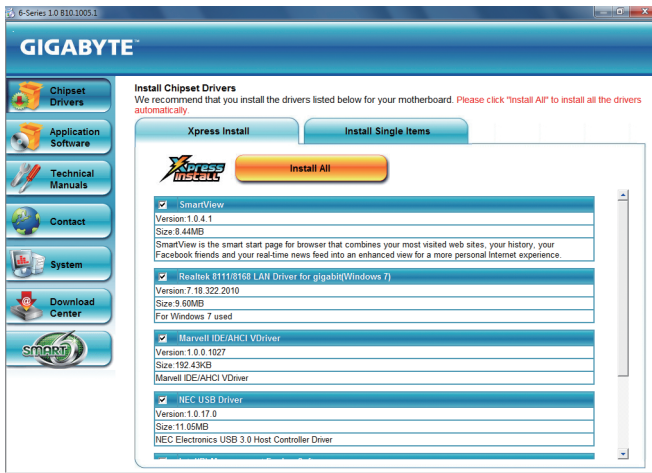 6-Series 1.0 B10.1005.1
GIGABYTE™
Chipset
Drivers
Application
Software
Technical
Manuals
Contact
System
Download
Center
SMART6
Install Chipset Drivers
We recommend that you install the drivers listed below for your motherboard. Please click "Install All" to install all the drivers
automatically.
Xpress Install
Install Single Items
Xpress
Install
Install All
SmartView
Version:1.0.4.1
Size:8.44MB
SmartView is the smart start page for browser that combines your most visited web sites, your history, your
Facebook friends and your real-time news feed into an enhanced view for a more personal Internet experience.
Realtek 8111/8168 LAN Driver for gigabit(Windows 7)
Version:7.18.322.2010
Size:9.60MB
For Windows 7 used
Marvell IDE/AHCI VDriver
Version:1.0.0.1027
Size:192.43KB
Marvell IDE/AHCI VDriver
NEC USB Driver
Version:1.0.17.0
Size:11.05MB
NEC Electronics USB 3.0 Host Controller Driver